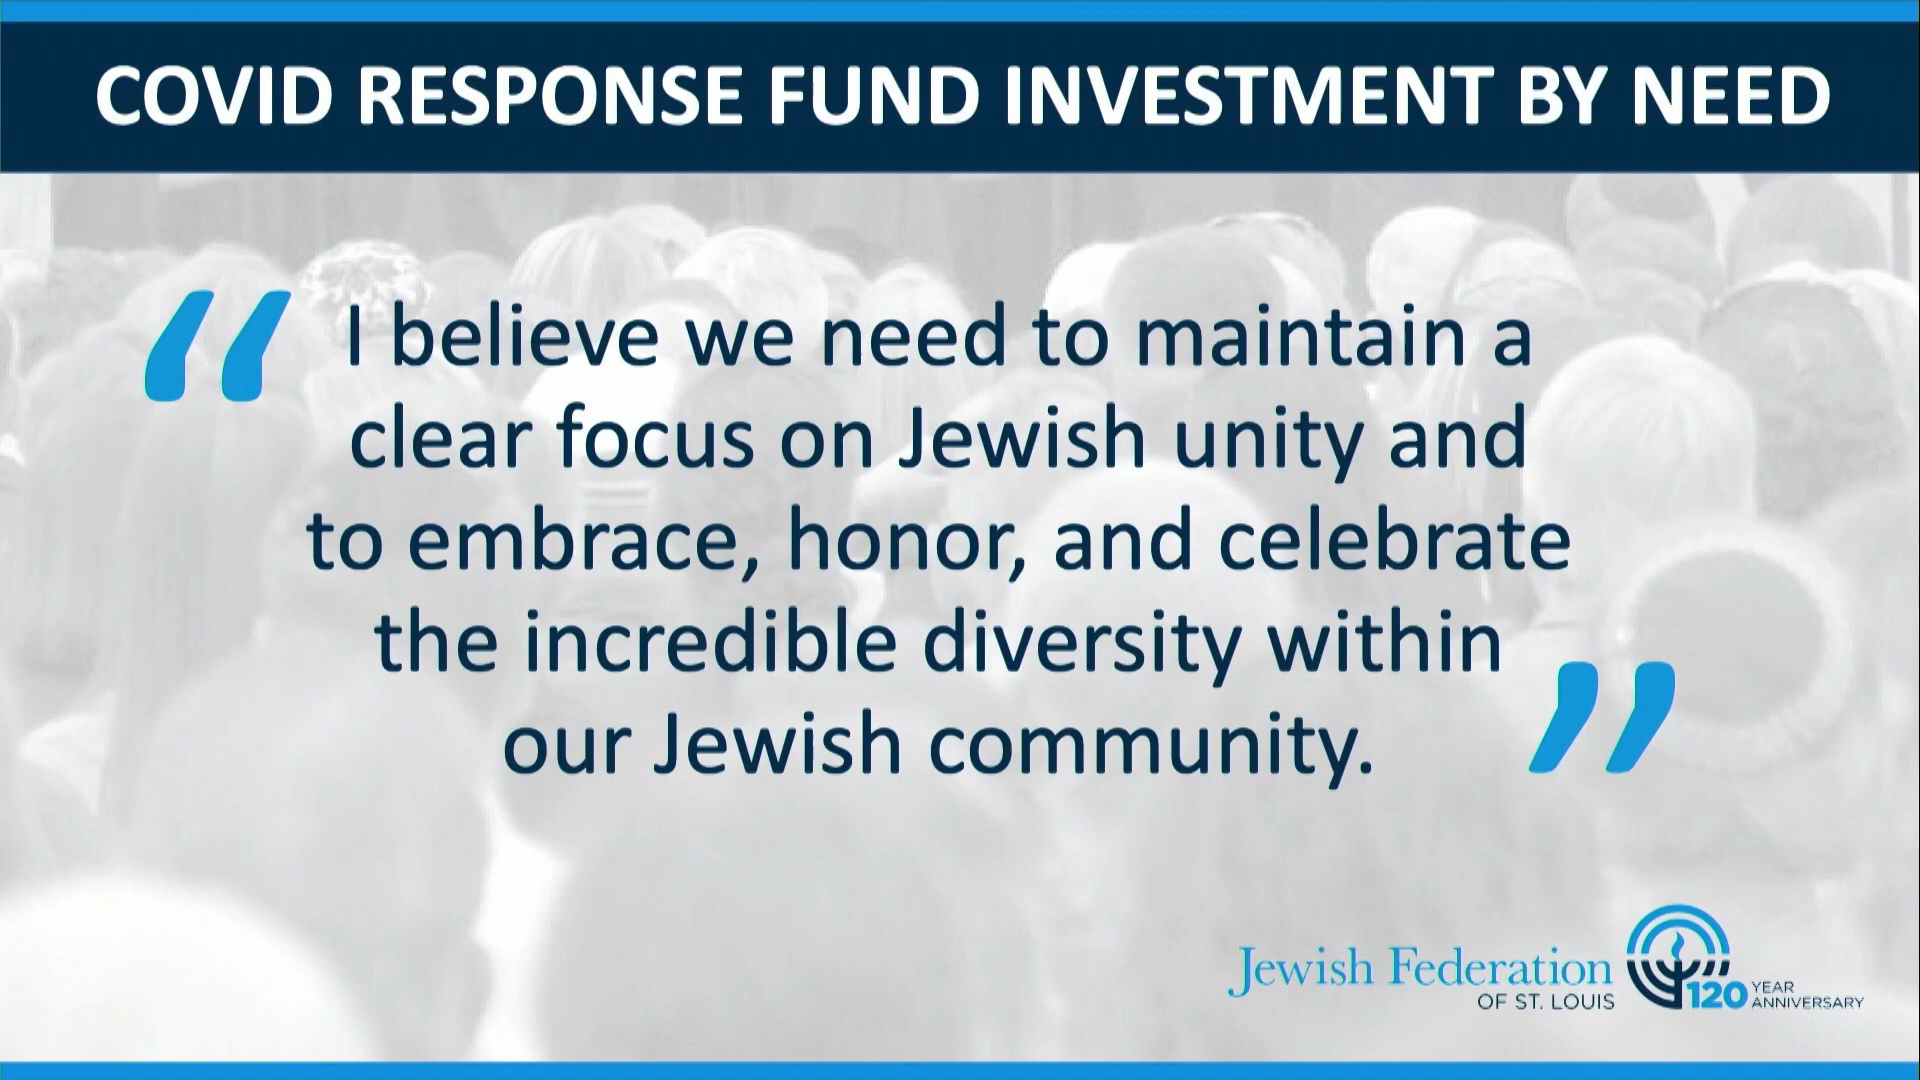 COVID RESPONSE FUND INVESTMENT BY NEED
“ I believe we need to maintain a
clear focus on Jewish unity and
to embrace, honor, and celebrate
the incredible diversity within
our Jewish community. ”
Jewish Federation
OF ST. LOUIS
120 YEAR
ANNIVERSARY